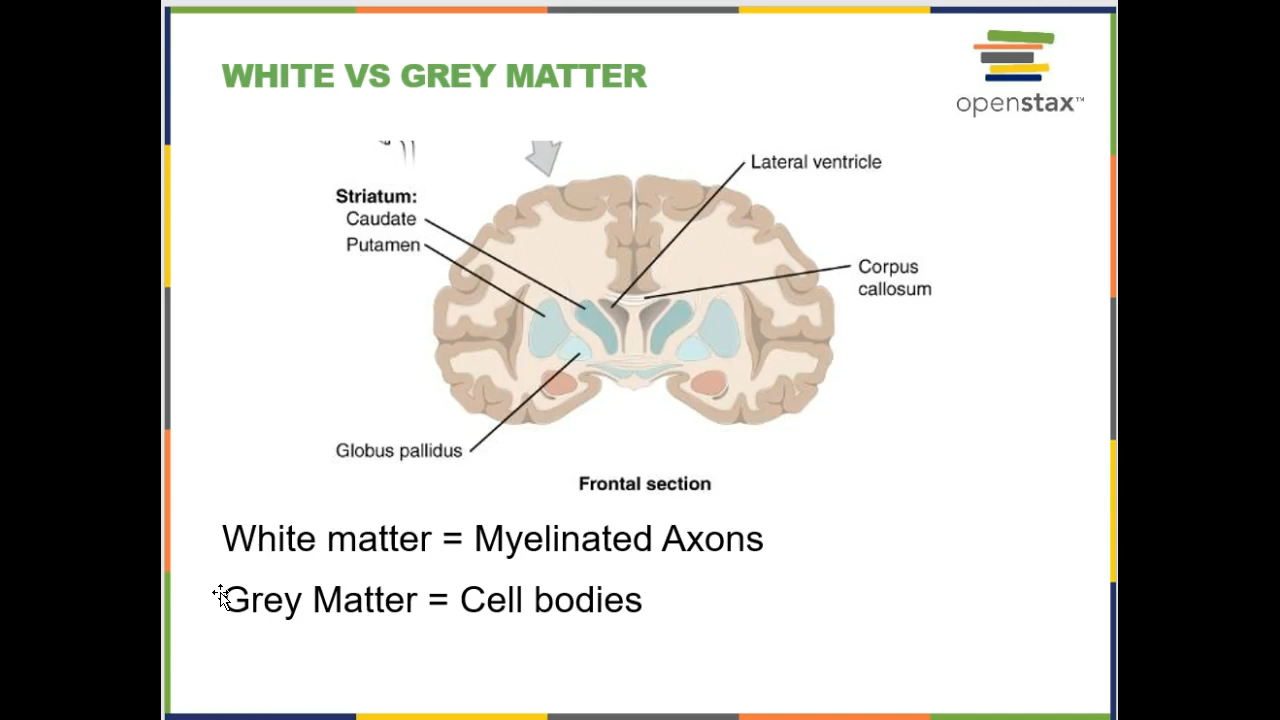 WHITE VS GREY MATTER
openstax™
Lateral ventricle
Striatum:
Caudate
Putamen
Corpus
callosum
Globus pallidus
Frontal section
White matter = Myelinated Axons
Grey Matter = Cell bodies